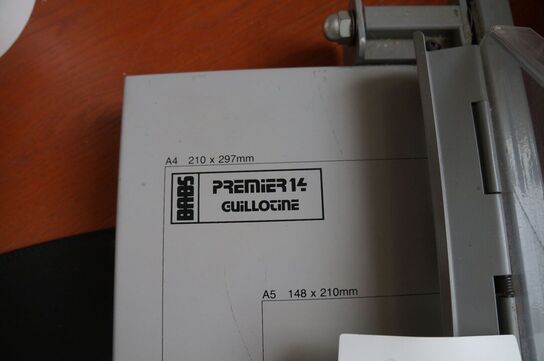 A4 210 x 297mm
BABS
PREMIER 14
GUILLOTINE
A5 148 x 210mm